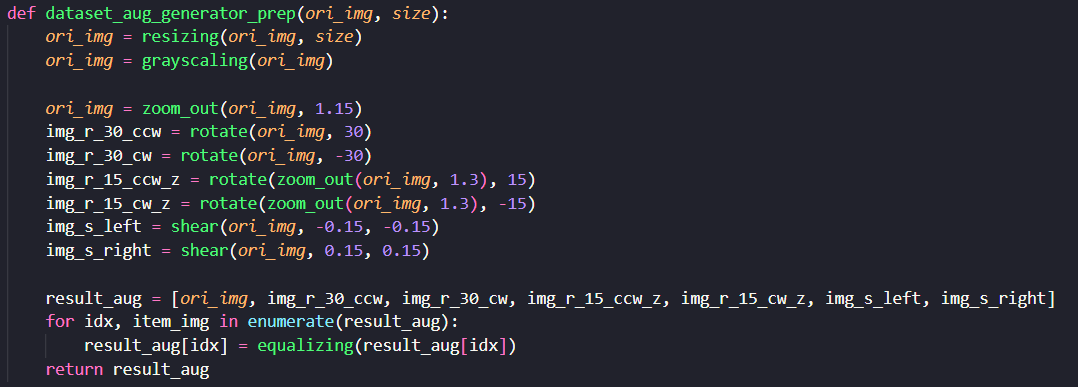 def dataset_aug_generator_prep(ori_img, size):
    ori_img = resizing(ori_img, size)
    ori_img = grayscaling(ori_img)

    ori_img = zoom_out(ori_img, 1.15)
    img_r_30_ccw = rotate(ori_img, 30)
    img_r_30_cw = rotate(ori_img, -30)
    img_r_15_ccw_z = rotate(zoom_out(ori_img, 1.3), 15)
    img_r_15_cw_z = rotate(zoom_out(ori_img, 1.3), -15)
    img_s_left = shear(ori_img, -0.15, -0.15)
    img_s_right = shear(ori_img, 0.15, 0.15)

    result_aug = [ori_img, img_r_30_ccw, img_r_30_cw, img_r_15_ccw_z, img_r_15_cw_z, img_s_left, img_s_right]
    for idx, item_img in enumerate(result_aug):
        result_aug[idx] = equalizing(result_aug[idx])
    return result_aug